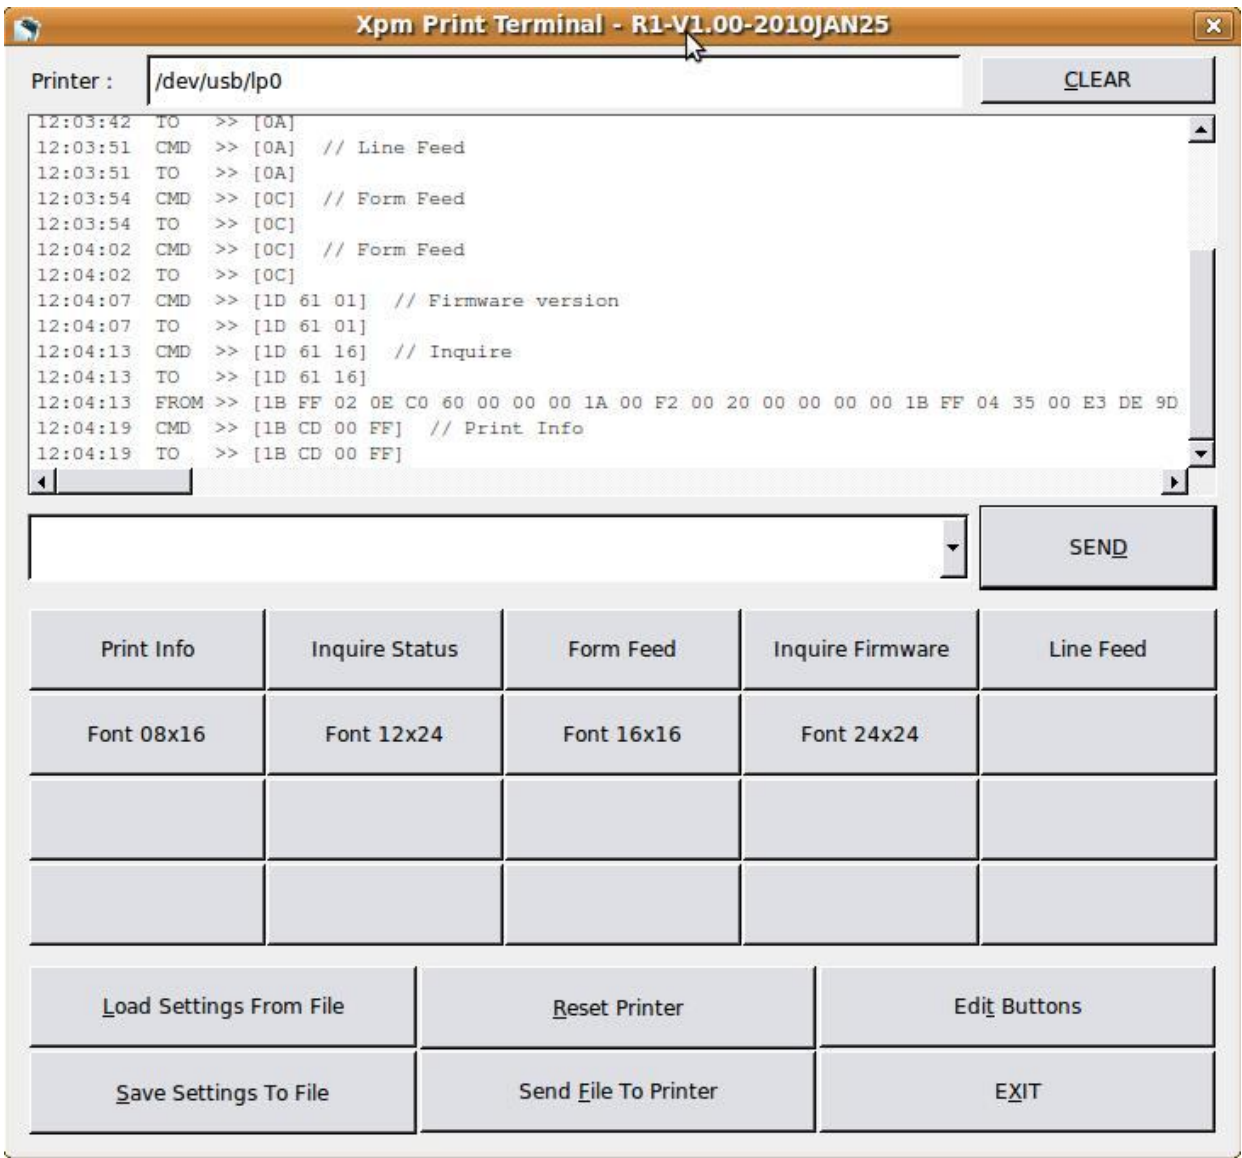 Xpm Print Terminal - R1-V1.00-2010JAN25
Printer : /dev/usb/lp0 CLEAR
12:03:42 TO >> [0A]
12:03:51 CMD >> [0A] // Line Feed
12:03:51 TO >> [0A]
12:03:54 CMD >> [0C] // Form Feed
12:03:54 TO >> [0C]
12:04:02 CMD >> [0C] // Form Feed
12:04:02 TO >> [0C]
12:04:07 CMD >> [1D 61 01] // Firmware version
12:04:07 TO >> [1D 61 01]
12:04:13 CMD >> [1D 61 16] // Inquire
12:04:13 TO >> [1D 61 16]
12:04:13 FROM >> [1B FF 02 0E C0 60 00 00 00 1A 00 F2 00 20 00 00 00 00 1B FF 04 35 00 E3 DE 9D
12:04:19 CMD >> [1B CD 00 FF] // Print Info
12:04:19 TO >> [1B CD 00 FF]
SEND
Print Info Inquire Status Form Feed Inquire Firmware Line Feed
Font 08x16 Font 12x24 Font 16x16 Font 24x24
Load Settings From File Reset Printer Edit Buttons
Save Settings To File Send File To Printer EXIT